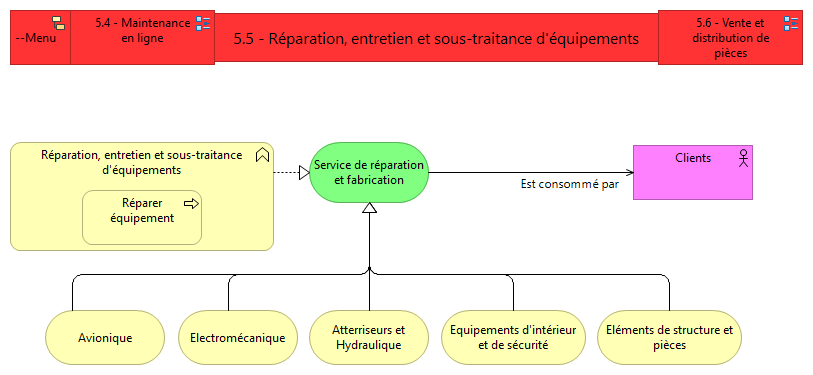 --Menu
5.4 - Maintenance
en ligne
5.5 - Réparation, entretien et sous-traitance d'équipements
5.6 - Vente et
distribution de
pièces
Réparation, entretien et sous-traitance
d'équipements
Réparer
équipement
Service de réparation
et fabrication
Est consommé par
Clients
Avionique
Electromécanique
Atterriseurs et
Hydraulique
Equipements d'intérieur
et de sécurité
Eléments de structure et
pièces